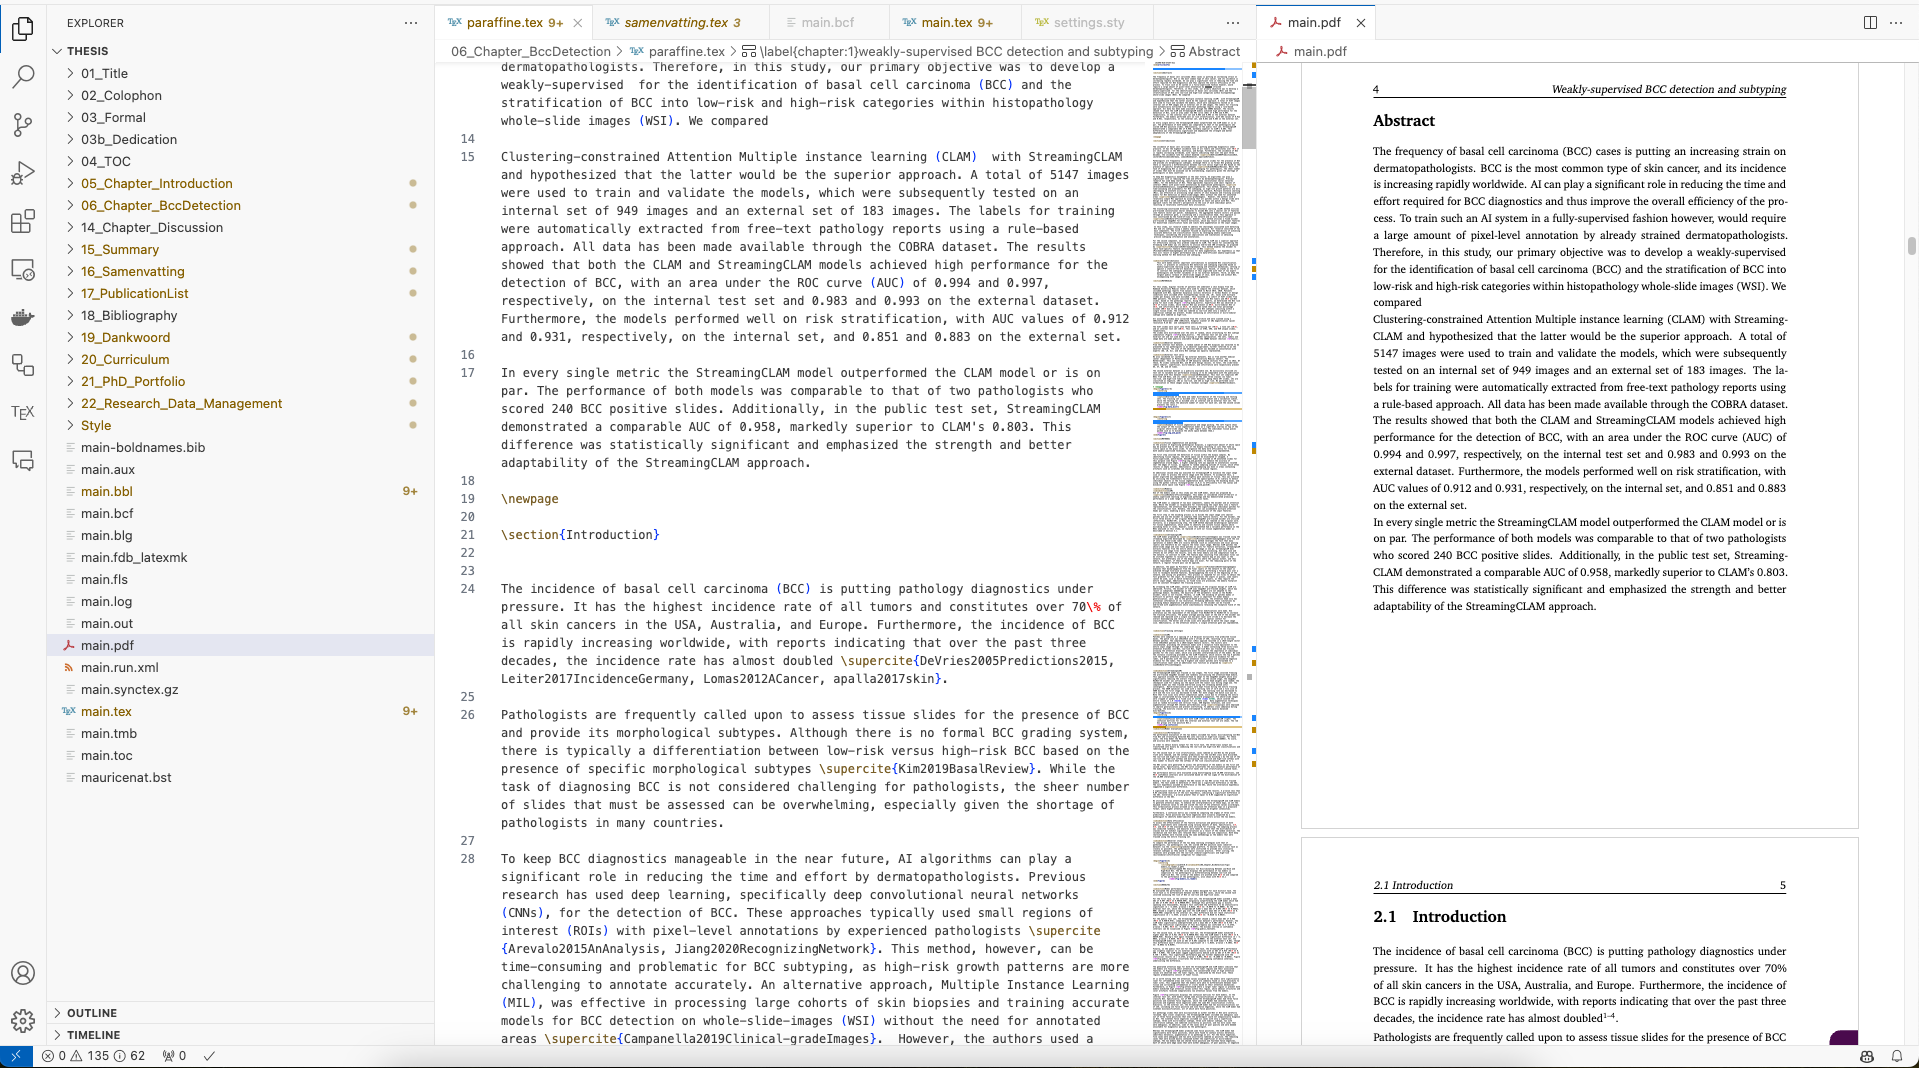 EXPLORER
THESIS
01_Title
02_Colophon
03_Formal
03b_Dedication
04_TOC
05_Chapter_Introduction
06_Chapter_BccDetection
14_Chapter_Discussion
15_Summary
16_Samenvatting
17_PublicationList
18_Bibliography
19_Dankwoord
20_Curriculum
21_PhD_Portfolio
22_Research_Data_Management
Style
main-boldnames.bib
main.aux
main.bbl 9+
main.bcf
main.blg
main.fdb_latexmk
main.fls
main.log
main.out
main.pdf
main.run.xml
main.synctex.gz
main.tex 9+
main.tmb
main.toc
mauricenat.bst
OUTLINE
TIMELINE
0 135 62 0
paraffine.tex 9+ samenvatting.tex 3 main.bcf main.tex 9+ settings.sty
06_Chapter_BccDetection > paraffine.tex > \label{chapter:1}weakly-supervised BCC detection and subtyping > Abstract
dermatopathologists. Therefore, in this study, our primary objective was to develop a
weakly-supervised  for the identification of basal cell carcinoma (BCC) and the
stratification of BCC into low-risk and high-risk categories within histopathology
whole-slide images (WSI). We compared
14
15 Clustering-constrained Attention Multiple instance learning (CLAM)  with StreamingCLAM
and hypothesized that the latter would be the superior approach. A total of 5147 images
were used to train and validate the models, which were subsequently tested on an
internal set of 949 images and an external set of 183 images. The labels for training
were automatically extracted from free-text pathology reports using a rule-based
approach. All data has been made available through the COBRA dataset. The results
showed that both the CLAM and StreamingCLAM models achieved high performance for the
detection of BCC, with an area under the ROC curve (AUC) of 0.994 and 0.997,
respectively, on the internal test set and 0.983 and 0.993 on the external dataset.
Furthermore, the models performed well on risk stratification, with AUC values of 0.912
and 0.931, respectively, on the internal set, and 0.851 and 0.883 on the external set.
16
17 In every single metric the StreamingCLAM model outperformed the CLAM model or is on
par. The performance of both models was comparable to that of two pathologists who
scored 240 BCC positive slides. Additionally, in the public test set, StreamingCLAM
demonstrated a comparable AUC of 0.958, markedly superior to CLAM's 0.803. This
difference was statistically significant and emphasized the strength and better
adaptability of the StreamingCLAM approach.
18
19 \newpage
20
21 \section{Introduction}
22
23
24 The incidence of basal cell carcinoma (BCC) is putting pathology diagnostics under
pressure. It has the highest incidence rate of all tumors and constitutes over 70\% of
all skin cancers in the USA, Australia, and Europe. Furthermore, the incidence of BCC
is rapidly increasing worldwide, with reports indicating that over the past three
decades, the incidence rate has almost doubled \supercite{DeVries2005Predictions2015,
Leiter2017IncidenceGermany, Lomas2012ACancer, apalla2017skin}.
25
26 Pathologists are frequently called upon to assess tissue slides for the presence of BCC
and provide its morphological subtypes. Although there is no formal BCC grading system,
there is typically a differentiation between low-risk versus high-risk BCC based on the
presence of specific morphological subtypes \supercite{Kim2019BasalReview}. While the
task of diagnosing BCC is not considered challenging for pathologists, the sheer number
of slides that must be assessed can be overwhelming, especially given the shortage of
pathologists in many countries.
27
28 To keep BCC diagnostics manageable in the near future, AI algorithms can play a
significant role in reducing the time and effort by dermatopathologists. Previous
research has used deep learning, specifically deep convolutional neural networks
(CNNs), for the detection of BCC. These approaches typically used small regions of
interest (ROIs) with pixel-level annotations by experienced pathologists \supercite
{Arevalo2015AnAnalysis, Jiang2020RecognizingNetwork}. This method, however, can be
time-consuming and problematic for BCC subtyping, as high-risk growth patterns are more
challenging to annotate accurately. An alternative approach, Multiple Instance Learning
(MIL), was effective in processing large cohorts of skin biopsies and training accurate
models for BCC detection on whole-slide-images (WSI) without the need for annotated
areas \supercite{Campanella2019Clinical-gradeImages}.  However, the authors used a
main.pdf
main.pdf
4 Weakly-supervised BCC detection and subtyping
Abstract
The frequency of basal cell carcinoma (BCC) cases is putting an increasing strain on
dermatopathologists. BCC is the most common type of skin cancer, and its incidence
is increasing rapidly worldwide. AI can play a significant role in reducing the time and
effort required for BCC diagnostics and thus improve the overall efficiency of the pro-
cess. To train such an AI system in a fully-supervised fashion however, would require
a large amount of pixel-level annotation by already strained dermatopathologists.
Therefore, in this study, our primary objective was to develop a weakly-supervised
for the identification of basal cell carcinoma (BCC) and the stratification of BCC into
low-risk and high-risk categories within histopathology whole-slide images (WSI). We
compared
Clustering-constrained Attention Multiple instance learning (CLAM) with Streaming-
CLAM and hypothesized that the latter would be the superior approach. A total of
5147 images were used to train and validate the models, which were subsequently
tested on an internal set of 949 images and an external set of 183 images. The la-
bels for training were automatically extracted from free-text pathology reports using
a rule-based approach. All data has been made available through the COBRA dataset.
The results showed that both the CLAM and StreamingCLAM models achieved high
performance for the detection of BCC, with an area under the ROC curve (AUC) of
0.994 and 0.997, respectively, on the internal test set and 0.983 and 0.993 on the
external dataset. Furthermore, the models performed well on risk stratification, with
AUC values of 0.912 and 0.931, respectively, on the internal set, and 0.851 and 0.883
on the external set.
In every single metric the StreamingCLAM model outperformed the CLAM model or is
on par. The performance of both models was comparable to that of two pathologists
who scored 240 BCC positive slides. Additionally, in the public test set, Streaming-
CLAM demonstrated a comparable AUC of 0.958, markedly superior to CLAM’s 0.803.
This difference was statistically significant and emphasized the strength and better
adaptability of the StreamingCLAM approach.
2.1 Introduction 5
2.1 Introduction
The incidence of basal cell carcinoma (BCC) is putting pathology diagnostics under
pressure. It has the highest incidence rate of all tumors and constitutes over 70%
of all skin cancers in the USA, Australia, and Europe. Furthermore, the incidence of
BCC is rapidly increasing worldwide, with reports indicating that over the past three
decades, the incidence rate has almost doubled¹⁻⁴.
Pathologists are frequently called upon to assess tissue slides for the presence of BCC